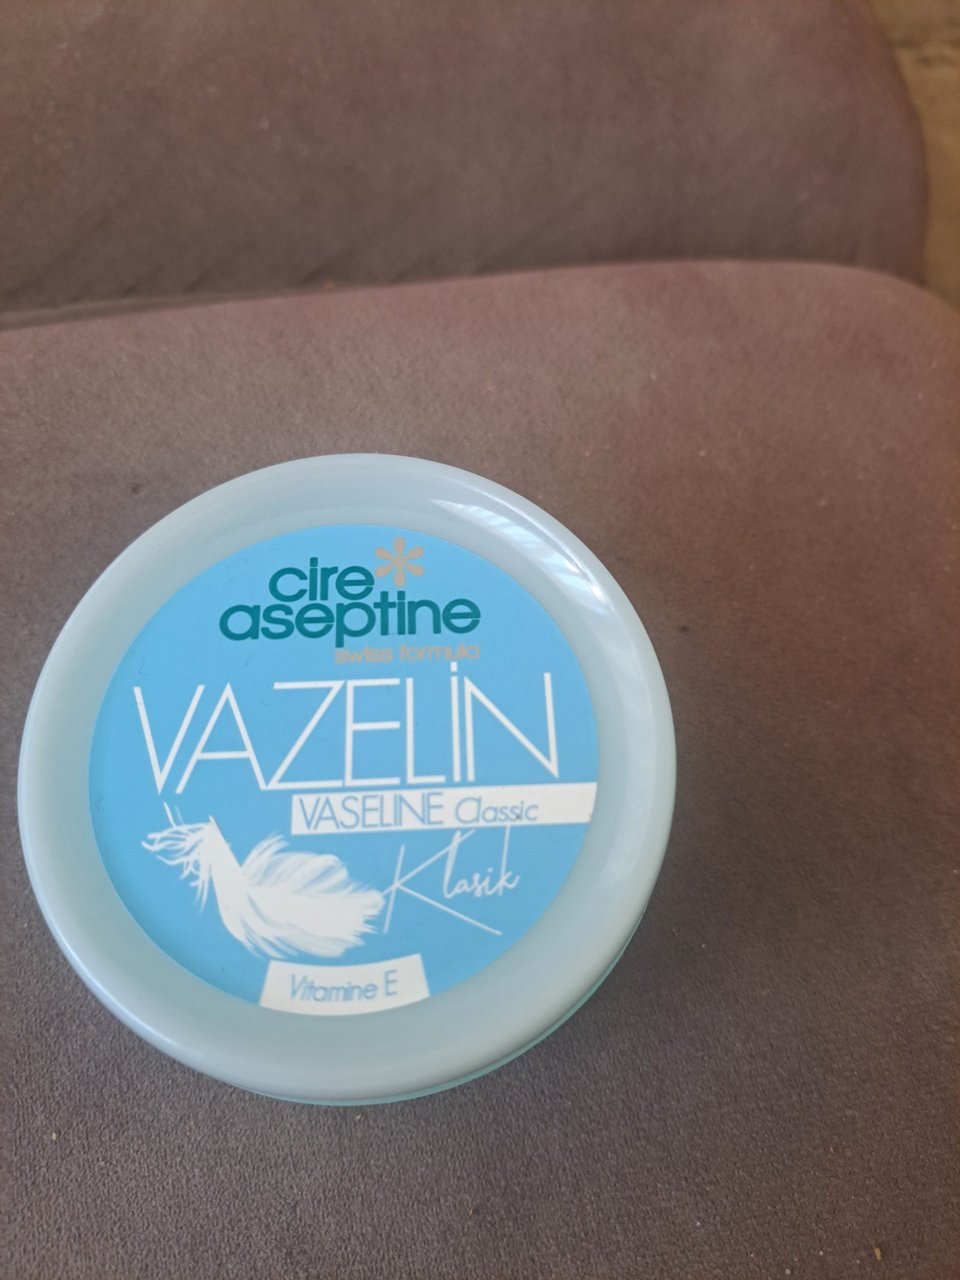 cire
aseptine
swiss formula
VAZELİN
VASELINE Classic
Klasik
Vitamine E